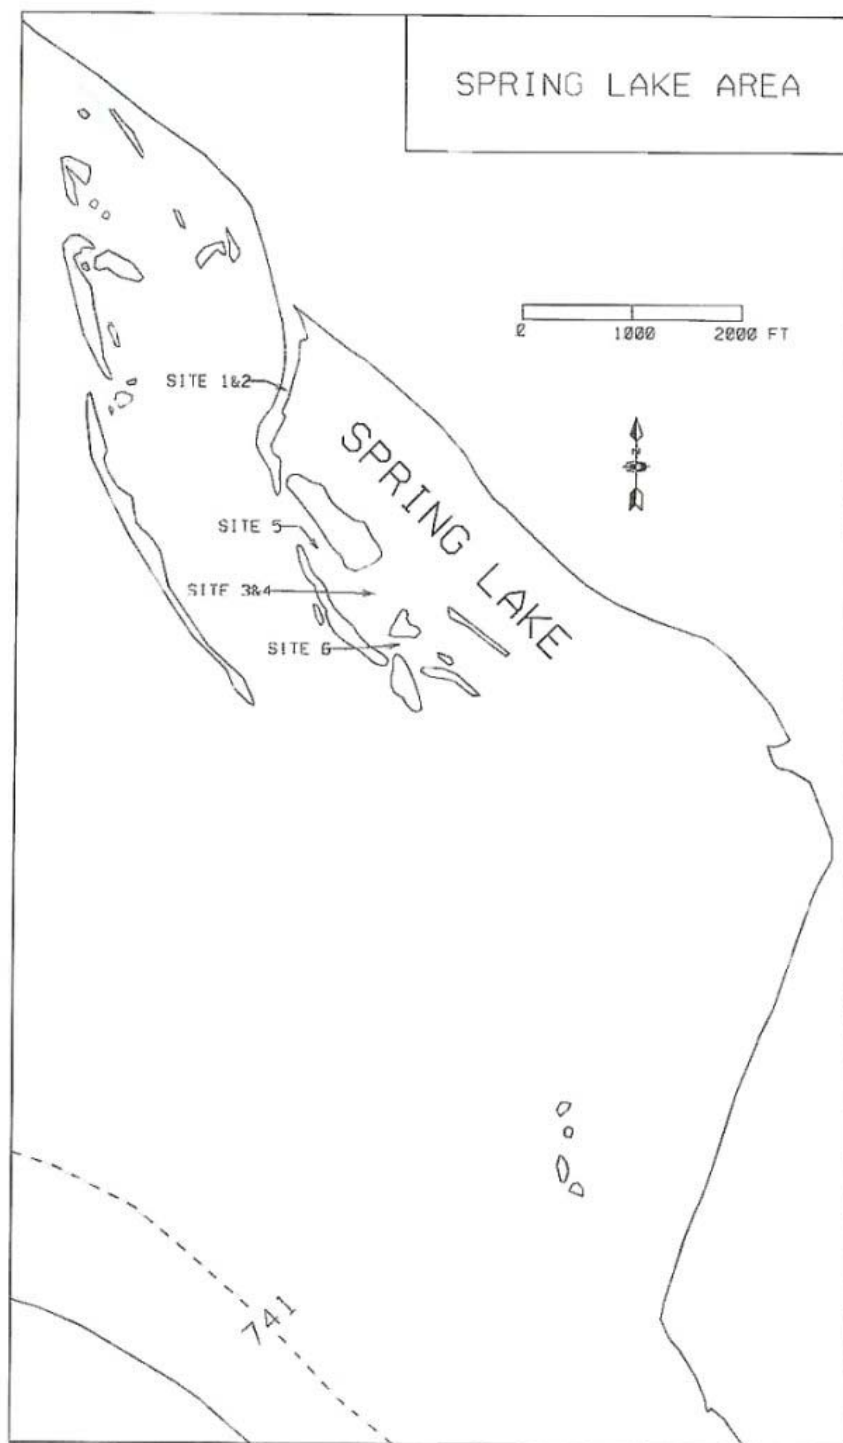 SPRING LAKE AREA
0 1000 2000 FT
SITE 1&2
N
SPRING LAKE
SITE 5
SITE 3&4
SITE 6
741